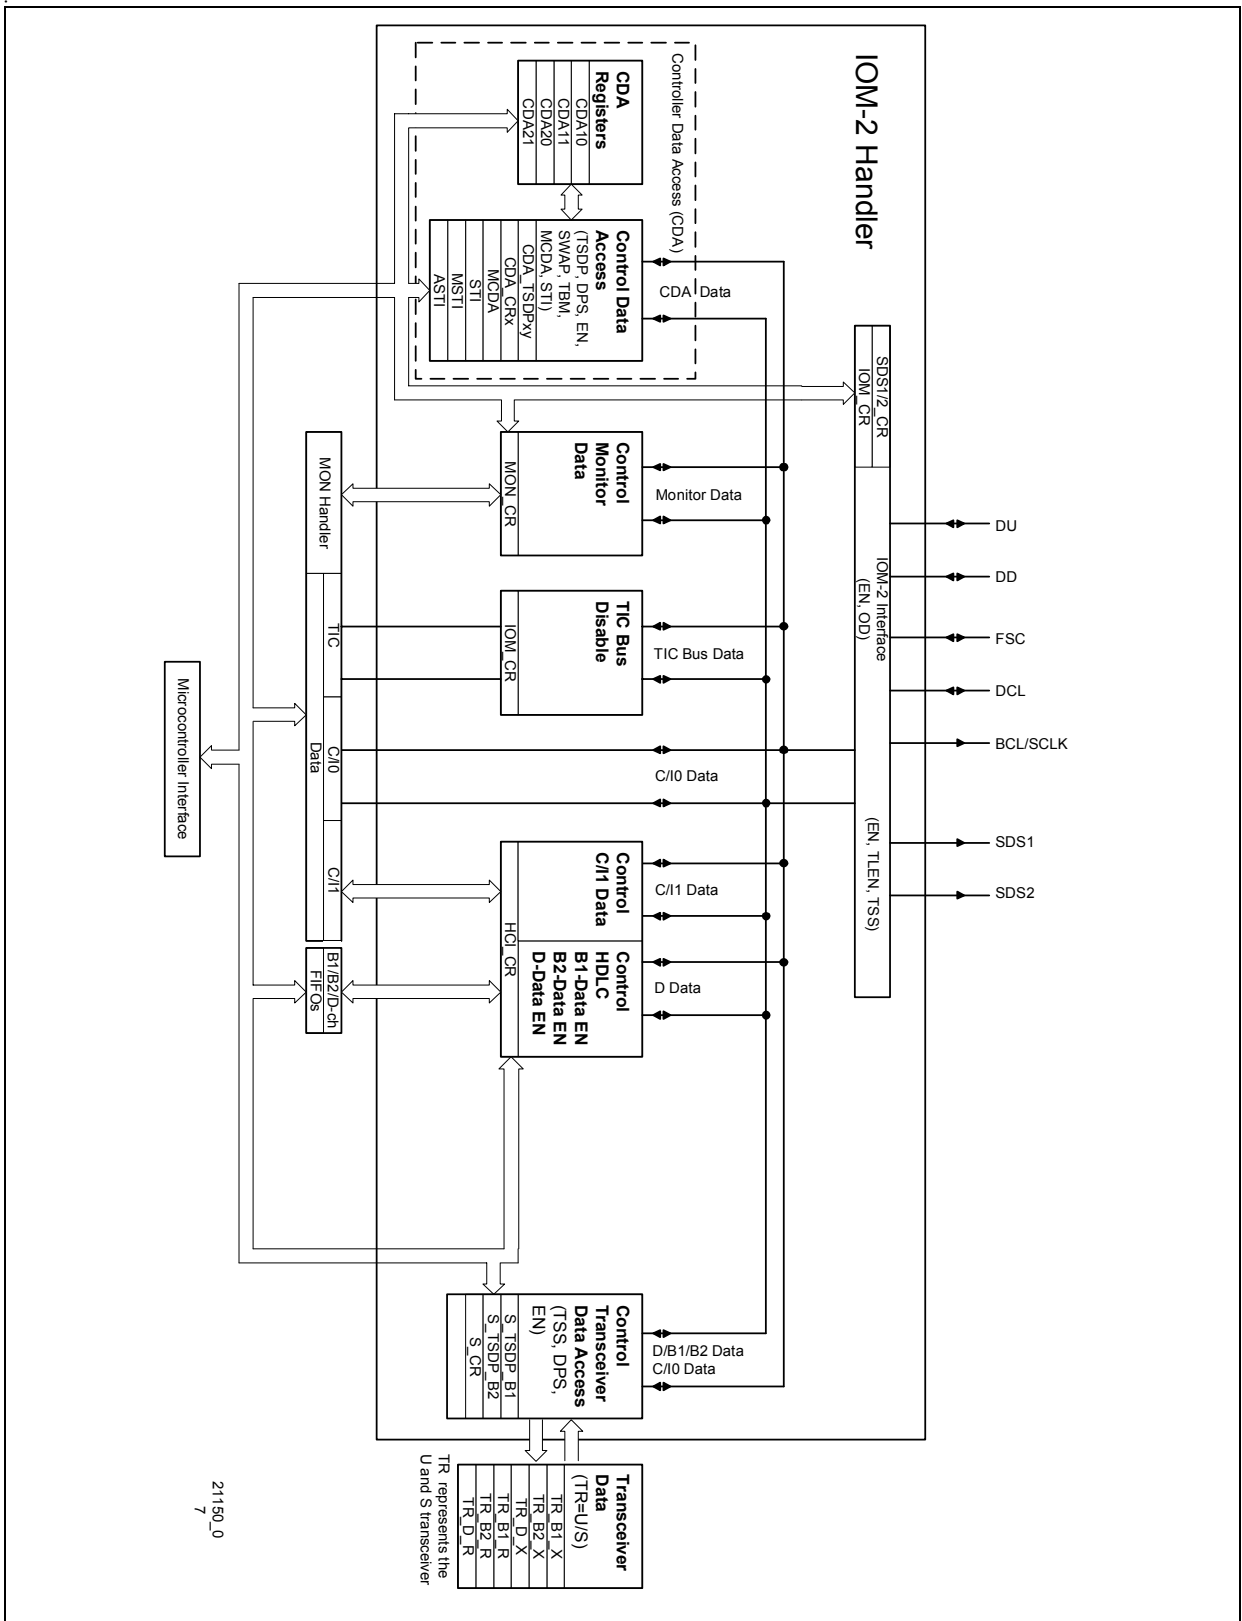 IOM-2 Handler
Controller Data Access (CDA)
CDA
Registers
CDA10
CDA11
CDA20
CDA21
Control Data
Access
(TSDP, DPS, EN,
SWAP, TBM,
MCDA, STI)
CDA_TSDPxy
CDA_CRx
MCDA
STI
MSTI
ASTI
CDA Data
SDS1/2_CR
IOM_CR
IOM-2 Interface
(EN, OD)
(EN, TLEN, TSS)
DU
DD
FSC
DCL
BCL/SCLK
SDS1
SDS2
Control
Monitor
Data
MON_CR
Monitor Data
MON Handler
TIC Bus
Disable
IOM_CR
TIC Bus Data
TIC
C/I0
C/I1
Data
C/I0 Data
Microcontroller Interface
Control
C/I1 Data
Control
HDLC
B1-Data EN
B2-Data EN
D-Data EN
HCI_CR
C/I1 Data
D Data
B1/B2/D-ch
FIFOs
Control
Transceiver
Data Access
(TSS, DPS,
EN)
S_TSDP_B1
S_TSDP_B2
S_CR
D/B1/B2 Data
C/I0 Data
Transceiver
Data
(TR=U/S)
TR_B1_X
TR_B2_X
TR_D_X
TR_B1_R
TR_B2_R
TR_D_R
TR represents the
U and S transceiver
21150_0
7